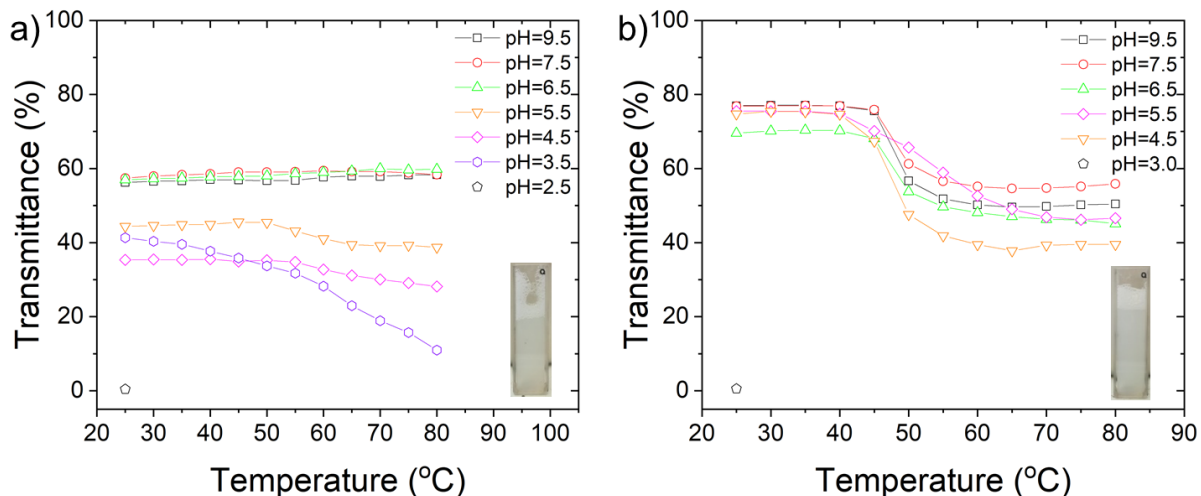 a)
100
80
60
40
20
0
Transmittance (%)
20 30 40 50 60 70 80 90 100
Temperature (°C)
pH=9.5
pH=7.5
pH=6.5
pH=5.5
pH=4.5
pH=3.5
pH=2.5
b)
100
80
60
40
20
0
Transmittance (%)
20 30 40 50 60 70 80 90
Temperature (°C)
pH=9.5
pH=7.5
pH=6.5
pH=5.5
pH=4.5
pH=3.0